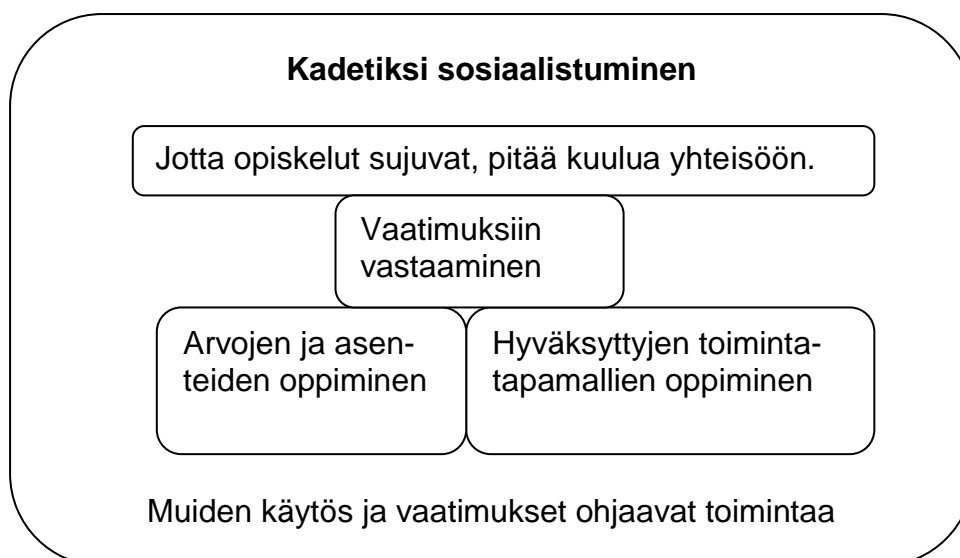 Kadetiksi sosiaalistuminen
Jotta opiskelut sujuvat, pitää kuulua yhteisöön.
Vaatimuksiin
vastaaminen
Arvojen ja asen-
teiden oppiminen
Hyväksyttyjen toiminta-
tapamallien oppiminen
Muiden käytös ja vaatimukset ohjaavat toimintaa